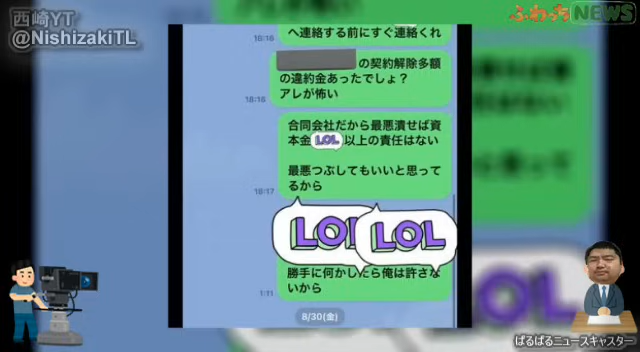 西崎YT
@NishizakiTL
ふわっちNEWS
へ連絡する前にすぐ連絡くれ
16:16
の契約解除多額
の違約金あったでしょ？
アレが怖い
16:16
合同会社だから最悪潰せば資
本金LOL以上の責任はない
最悪つぶしてもいいと思って
るから
16:17
LOL
LOL
勝手に何かしたら俺は許さな
いから
1:11
8/30(金)
ぱるぱるニュースキャスター